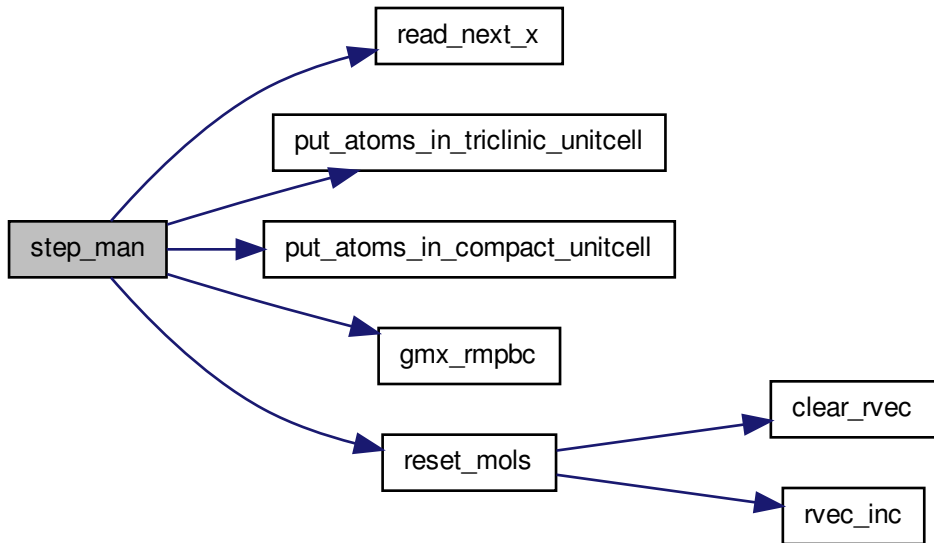 read_next_x
put_atoms_in_triclinic_unitcell
step_man
put_atoms_in_compact_unitcell
gmx_rmpbc
clear_rvec
reset_mols
rvec_inc